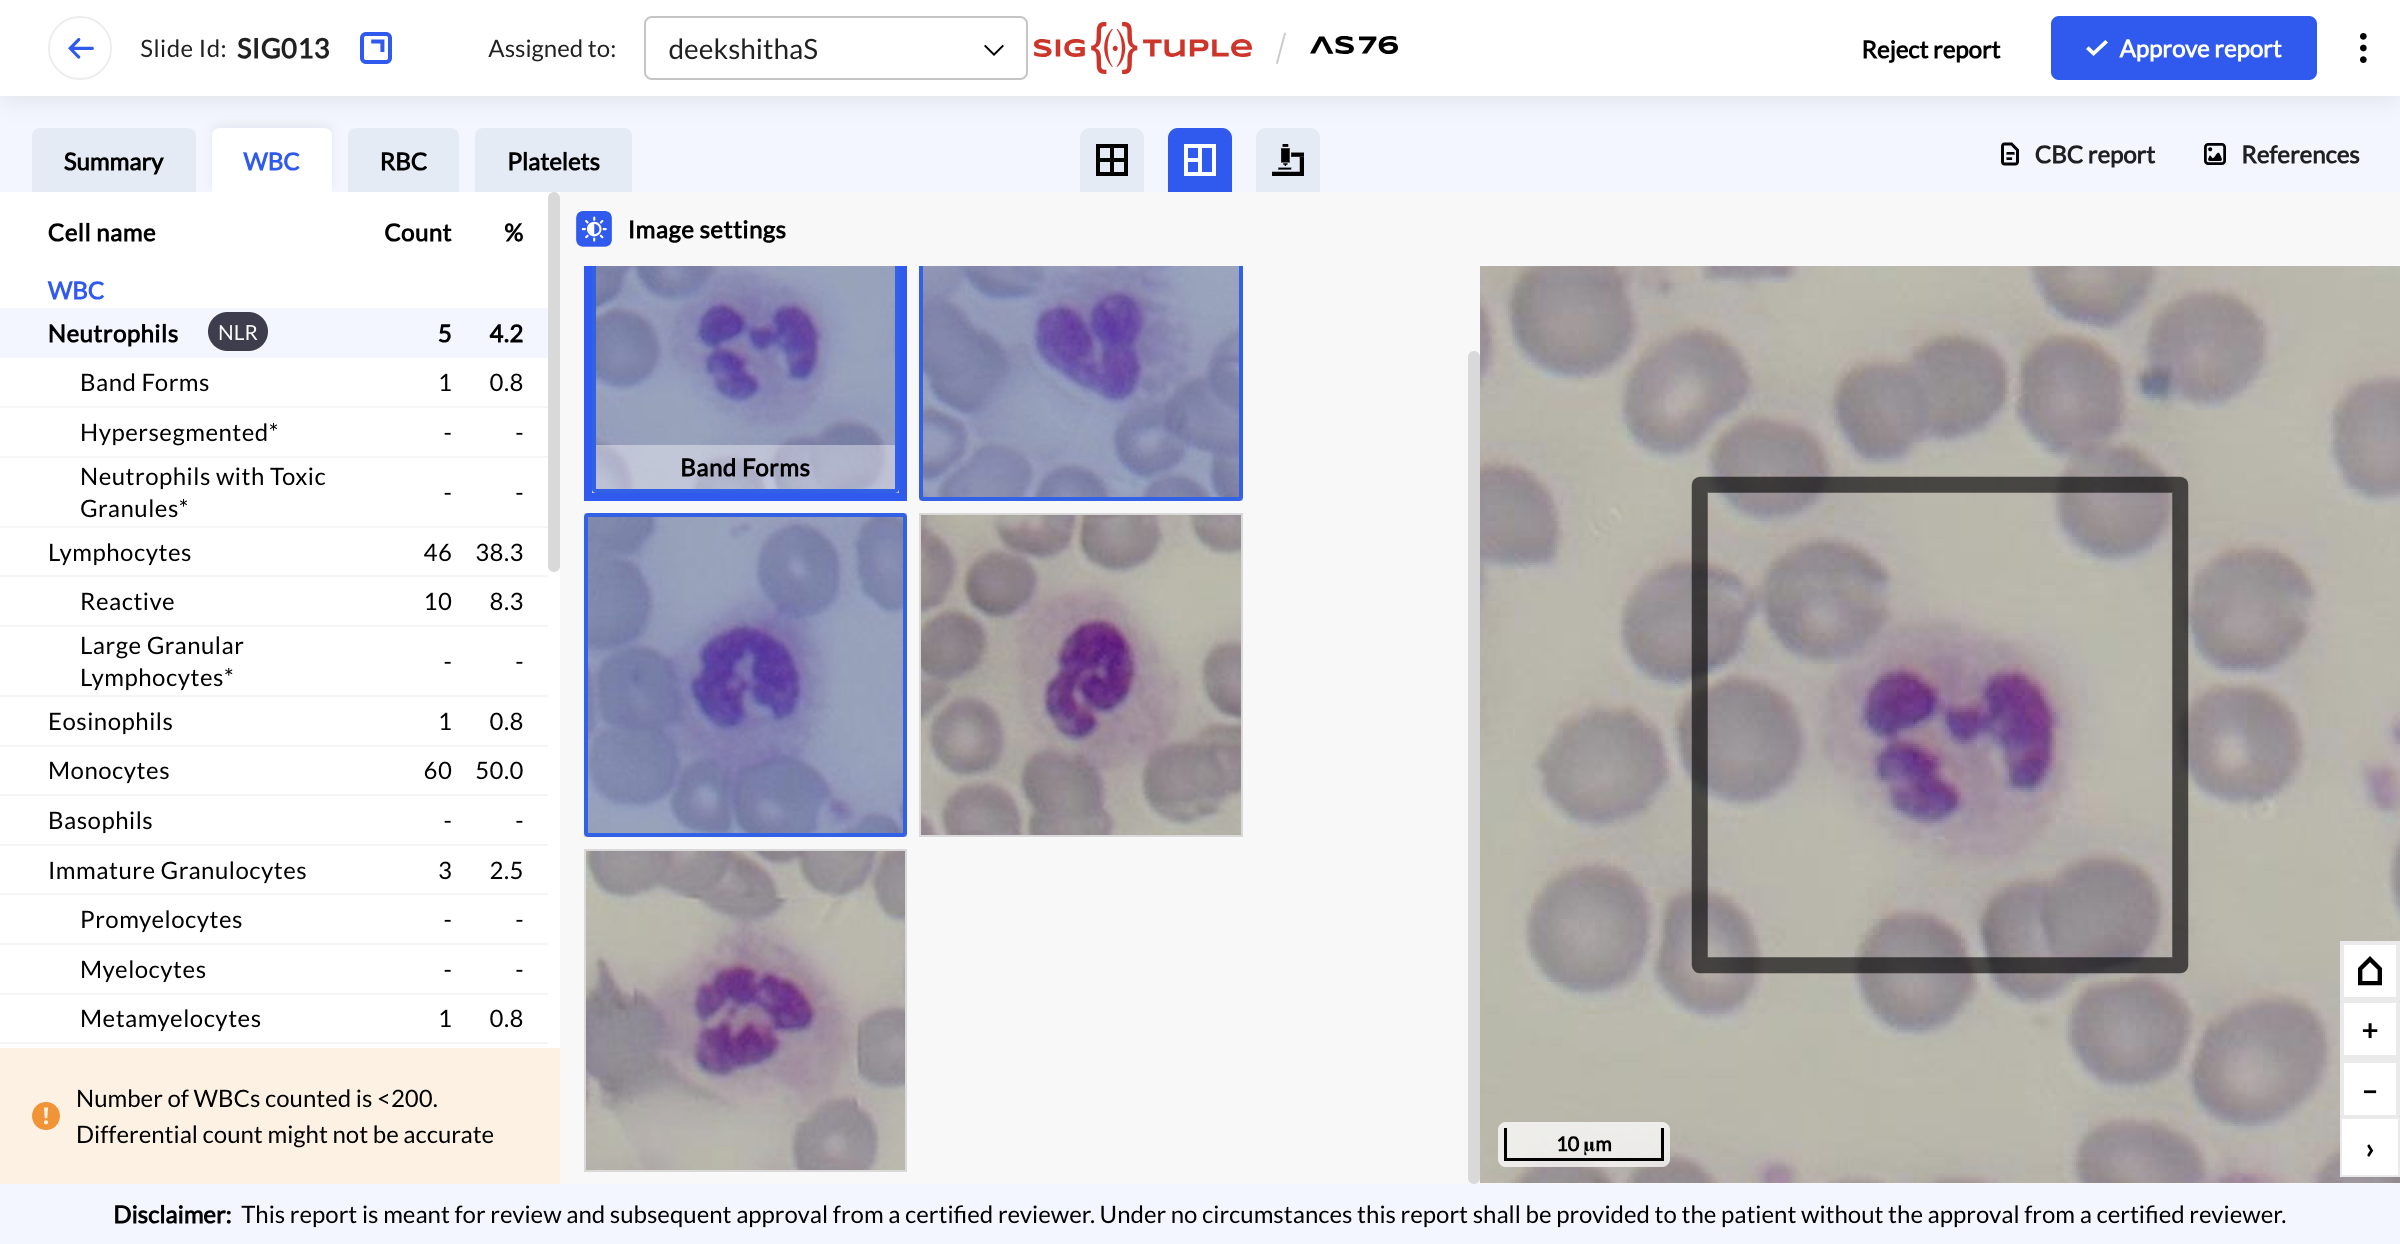 Slide Id: SIG013
Assigned to: deekshithaS
SIG TUPLE / AS76
Reject report
Approve report
Summary
WBC
RBC
Platelets
CBC report
References
Cell name Count %
WBC
Neutrophils NLR 5 4.2
Band Forms 1 0.8
Hypersegmented* - -
Neutrophils with Toxic
Granules* - -
Lymphocytes 46 38.3
Reactive 10 8.3
Large Granular
Lymphocytes* - -
Eosinophils 1 0.8
Monocytes 60 50.0
Basophils - -
Immature Granulocytes 3 2.5
Promyelocytes - -
Myelocytes - -
Metamyelocytes 1 0.8
Number of WBCs counted is <200.
Differential count might not be accurate
Image settings
Band Forms
10 µm
Disclaimer: This report is meant for review and subsequent approval from a certified reviewer. Under no circumstances this report shall be provided to the patient without the approval from a certified reviewer.